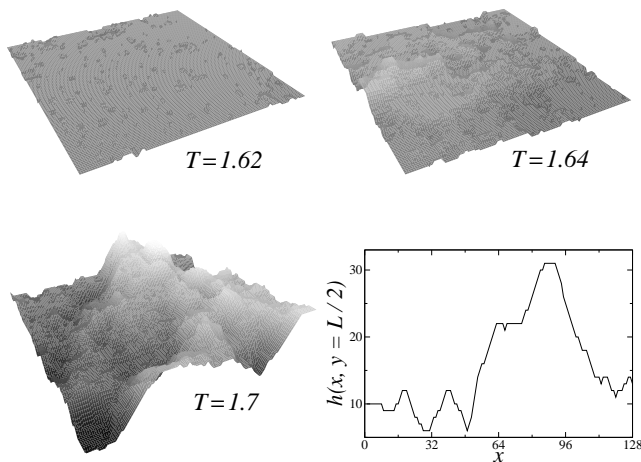 T=1.62
T=1.64
T=1.7
h(x, y = L / 2)
30
20
10
0 32 64 96 128
x